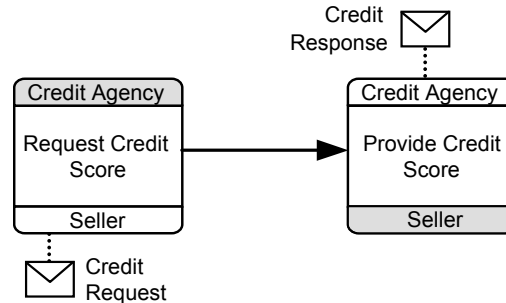 Credit
Response
Credit Agency
Request Credit
Score
Seller
Credit
Request
Credit Agency
Provide Credit
Score
Seller